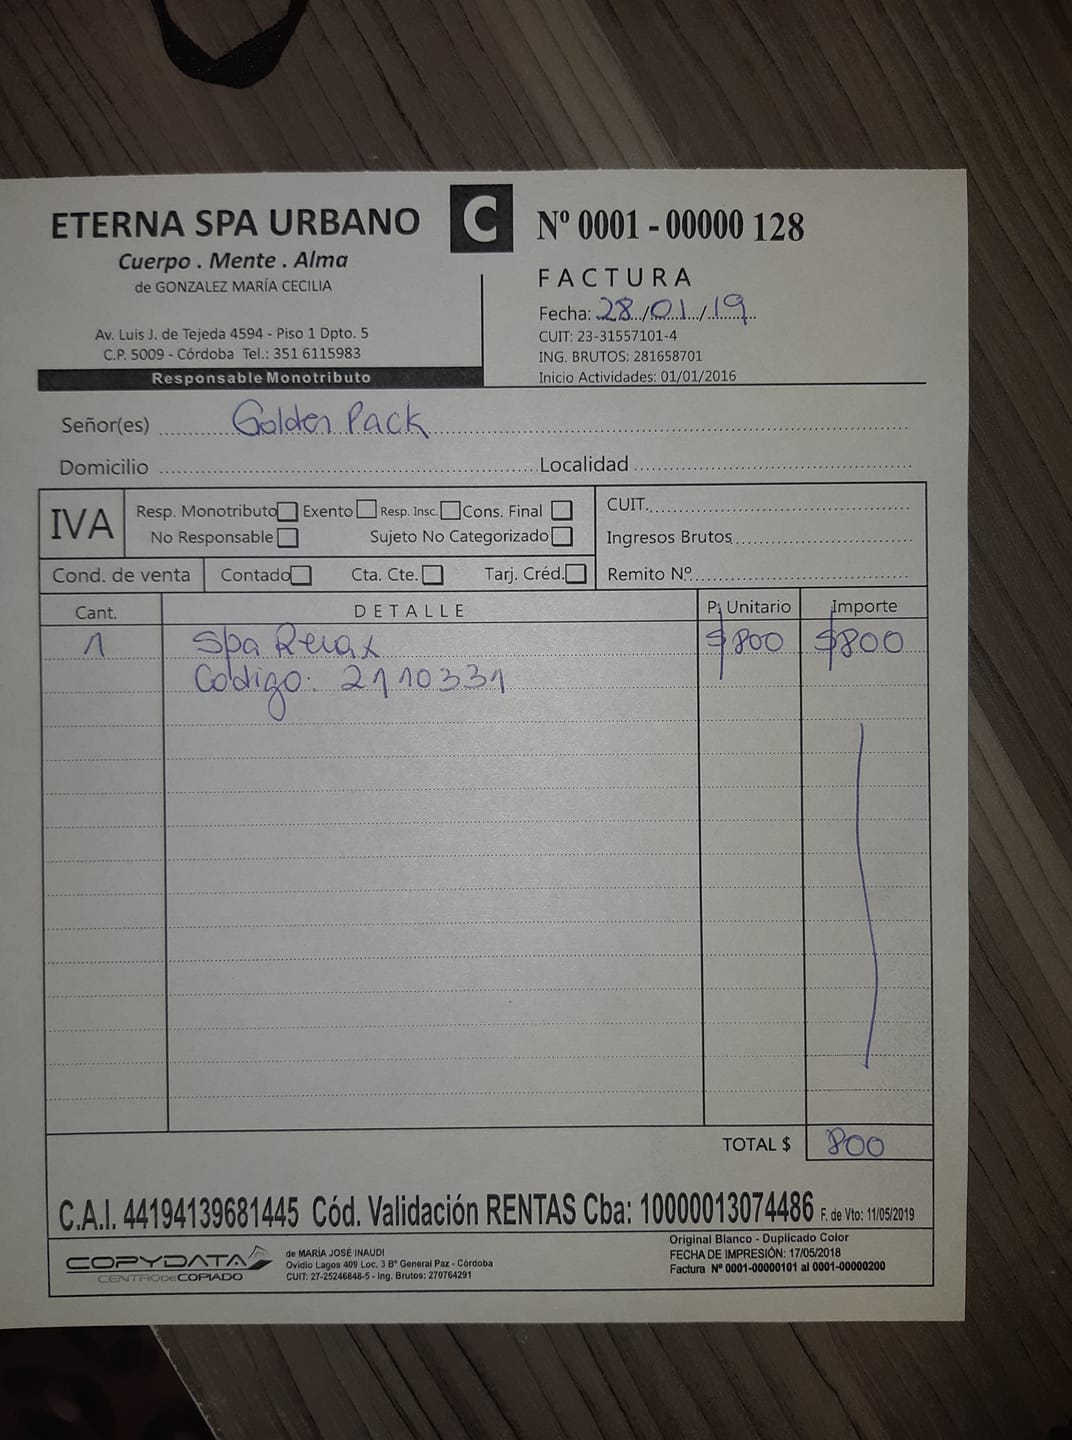 ETERNA SPA URBANO
Cuerpo . Mente . Alma
de GONZALEZ MARÍA CECILIA
Av. Luis J. de Tejeda 4594 - Piso 1 Dpto. 5
C.P. 5009 - Córdoba Tel.: 351 6115983
Responsable Monotributo
C
Nº 0001 - 00000 128
FACTURA
Fecha: 28/01/19
CUIT: 23-31557101-4
ING. BRUTOS: 281658701
Inicio Actividades: 01/01/2016
Señor(es) Golden Pack
Domicilio Localidad
IVA
Resp. Monotributo Exento Resp. Insc. Cons. Final
No Responsable Sujeto No Categorizado
CUIT.
Ingresos Brutos
Cond. de venta Contado Cta. Cte. Tarj. Créd. Remito Nº
Cant. DETALLE P. Unitario Importe
1 Spa Relax $800 $800
Codigo: 2110331
TOTAL $ 800
C.A.I. 44194139681445 Cód. Validación RENTAS Cba: 10000013074486 F. de Vto: 11/05/2019
COPYDATA
CENTRO DE COPIADO
de MARÍA JOSÉ INAUDI
Ovidio Lagos 409 Loc. 3 Bº General Paz - Córdoba
CUIT: 27-25246848-5 - Ing. Brutos: 270764291
Original Blanco - Duplicado Color
FECHA DE IMPRESIÓN: 17/05/2018
Factura Nº 0001-00000101 al 0001-00000200